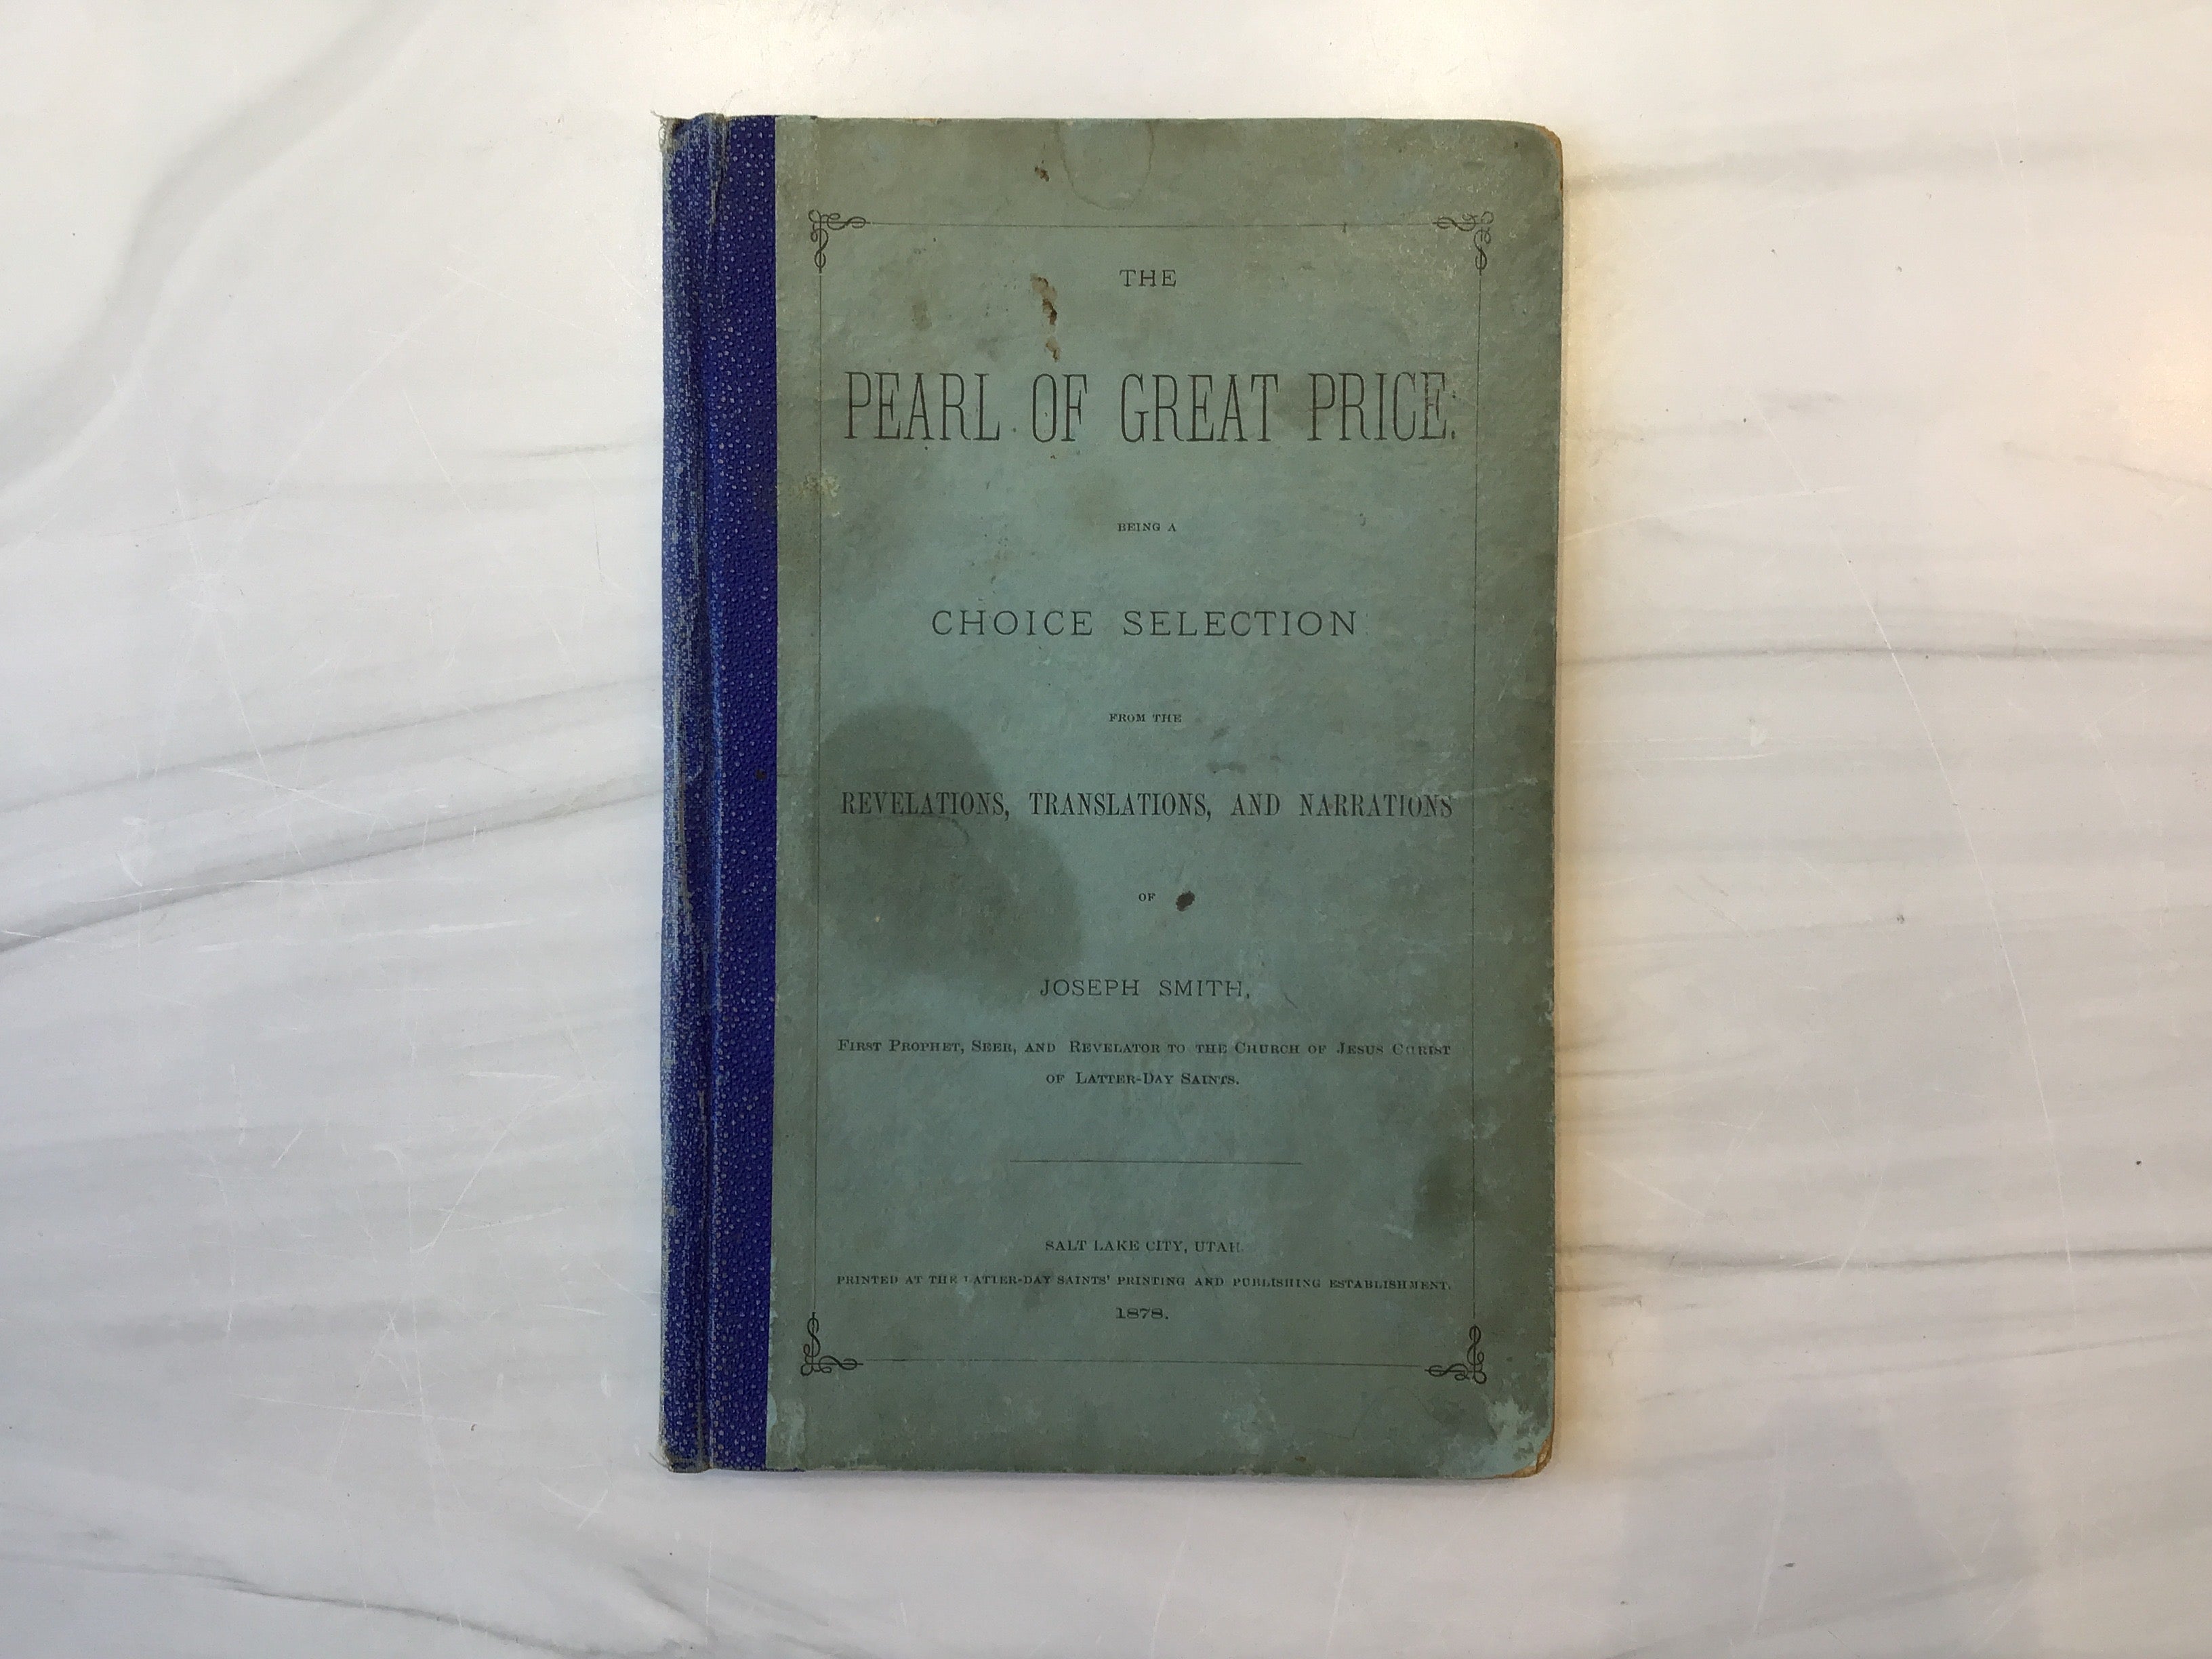 THE
PEARL OF GREAT PRICE:
BEING A
CHOICE SELECTION
FROM THE
REVELATIONS, TRANSLATIONS, AND NARRATIONS
OF
JOSEPH SMITH,
FIRST PROPHET, SEER, AND REVELATOR TO THE CHURCH OF JESUS CHRIST
OF LATTER-DAY SAINTS.
SALT LAKE CITY, UTAH.
PRINTED AT THE LATTER-DAY SAINTS' PRINTING AND PUBLISHING ESTABLISHMENT.
1878.